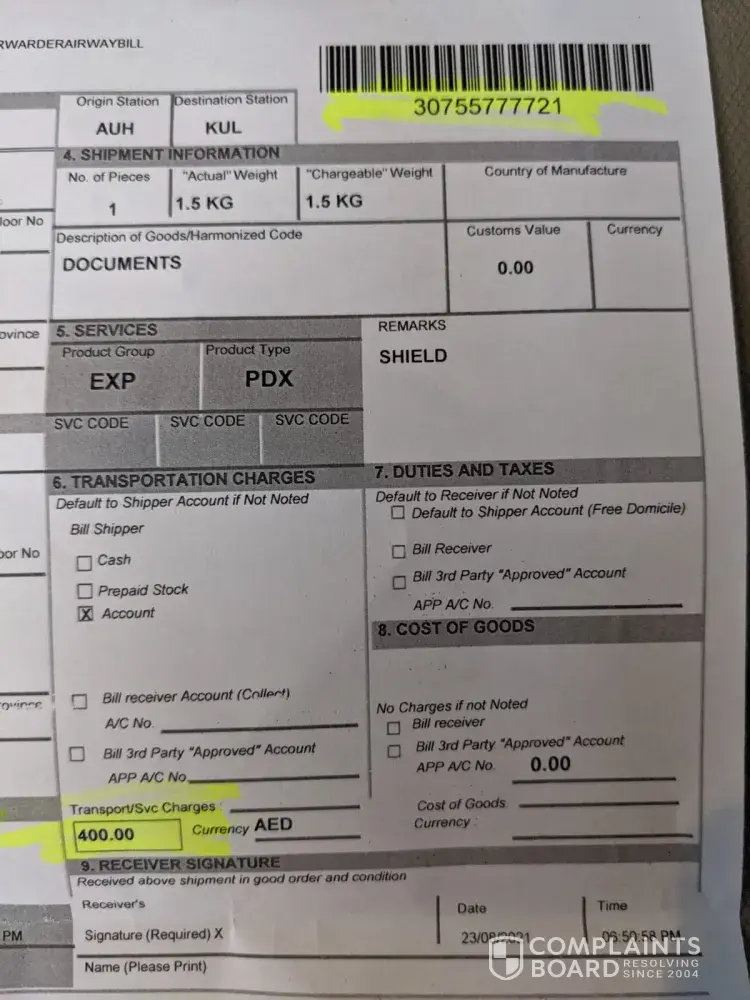 RWARDERAIRWAYBILL
30755777721
Origin Station Destination Station
AUH KUL
4. SHIPMENT INFORMATION
No. of Pieces "Actual" Weight "Chargeable" Weight Country of Manufacture
1 1.5 KG 1.5 KG
loor No
Description of Goods/Harmonized Code Customs Value Currency
DOCUMENTS 0.00
ovince
5. SERVICES REMARKS
Product Group Product Type SHIELD
EXP PDX
SVC CODE SVC CODE SVC CODE
6. TRANSPORTATION CHARGES 7. DUTIES AND TAXES
Default to Shipper Account if Not Noted Default to Receiver if Not Noted
Bill Shipper Default to Shipper Account (Free Domicile)
oor No Cash Bill Receiver
Prepaid Stock Bill 3rd Party "Approved" Account
X Account APP A/C No.
8. COST OF GOODS
ovince Bill receiver Account (Collect) No Charges if not Noted
A/C No. Bill receiver
Bill 3rd Party "Approved" Account Bill 3rd Party "Approved" Account
APP A/C No APP A/C No. 0.00
Transport/Svc Charges : Cost of Goods
400.00 Currency AED Currency :
9. RECEIVER SIGNATURE
Received above shipment in good order and condition
Receiver's Date Time
PM Signature (Required) X 23/08/2021 06:50:58 PM
Name (Please Print)
COMPLAINTS
BOARD RESOLVING
SINCE 2004